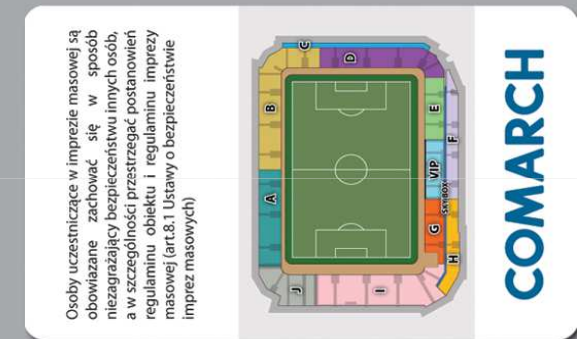 Osoby uczestniczące w imprezie masowej są
obowiazane zachować się w sposób
niezagrażający bezpieczeństwu innych osób,
a w szczególności przestrzegać postanowień
regulaminu obiektu i regulaminu imprezy
masowej (art.8.1 Ustawy o bezpieczeństwie
imprez masowych)
C
D
B
E
F
A
VIP
SKYBOX
G
H
J
I
COMARCH